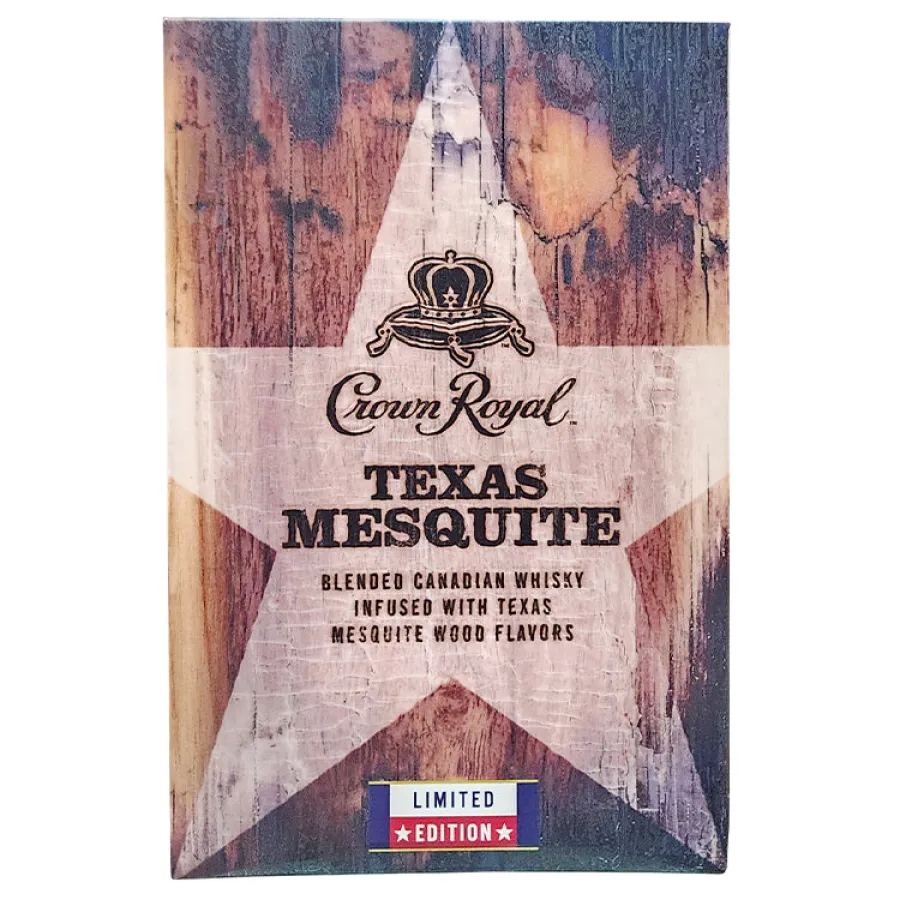 Crown Royal
TEXAS
MESQUITE
BLENDED CANADIAN WHISKY
INFUSED WITH TEXAS
MESQUITE WOOD FLAVORS
LIMITED
★EDITION★